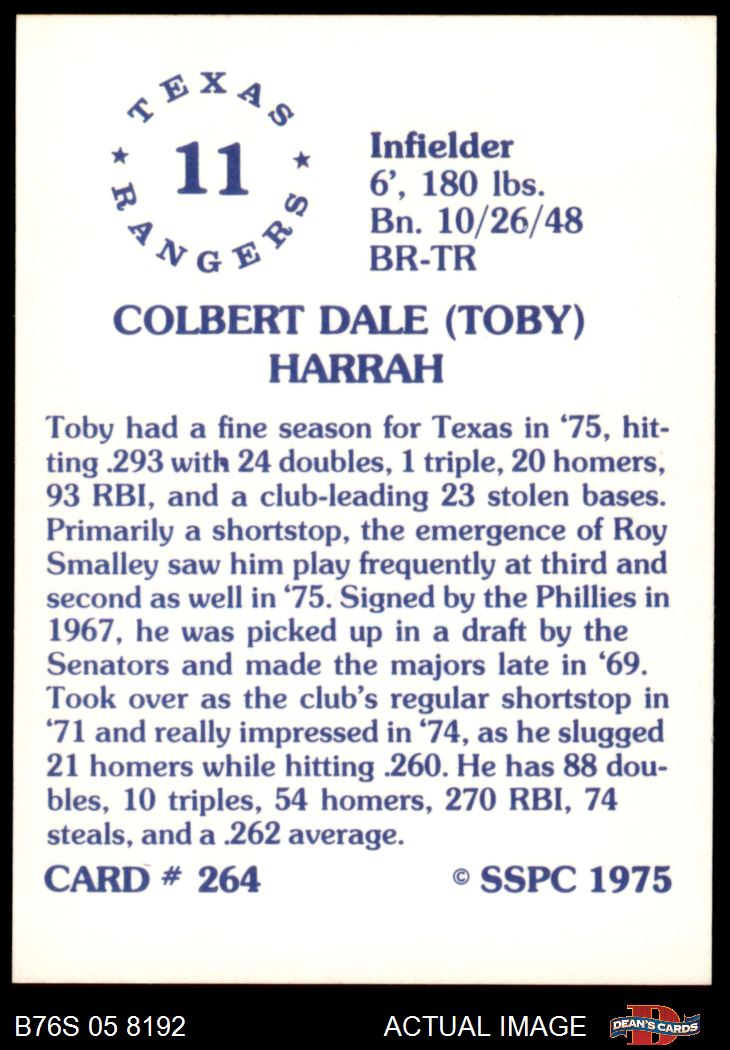 TEXAS
11
RANGERS
Infielder
6', 180 lbs.
Bn. 10/26/48
BR-TR
COLBERT DALE (TOBY)
HARRAH
Toby had a fine season for Texas in '75, hit-
ting .293 with 24 doubles, 1 triple, 20 homers,
93 RBI, and a club-leading 23 stolen bases.
Primarily a shortstop, the emergence of Roy
Smalley saw him play frequently at third and
second as well in '75. Signed by the Phillies in
1967, he was picked up in a draft by the
Senators and made the majors late in '69.
Took over as the club's regular shortstop in
'71 and really impressed in '74, as he slugged
21 homers while hitting .260. He has 88 dou-
bles, 10 triples, 54 homers, 270 RBI, 74
steals, and a .262 average.
CARD # 264 © SSPC 1975
B76S 05 8192 ACTUAL IMAGE DEAN'S CARDS